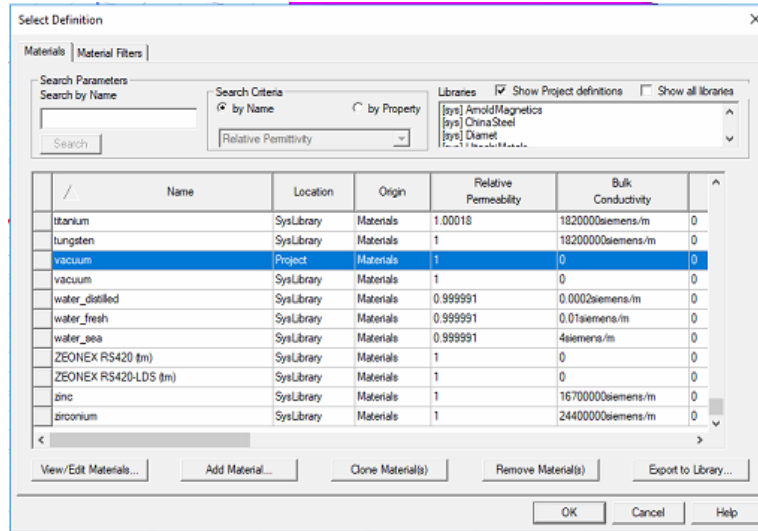 Select Definition
Materials Material Filters
Search Parameters
Search by Name
Search
Search Criteria
by Name by Property
Relative Permittivity
Libraries Show Project definitions Show all libraries
[sys] ArnoldMagnetics
[sys] ChinaSteel
[sys] Diamet
[sys] HitachiMetals
/ Name Location Origin Relative Permeability Bulk Conductivity
titanium SysLibrary Materials 1.00018 1820000siemens/m 0
tungsten SysLibrary Materials 1 18200000siemens/m 0
vacuum Project Materials 1 0 0
vacuum SysLibrary Materials 1 0 0
water_distilled SysLibrary Materials 0.999991 0.0002siemens/m 0
water_fresh SysLibrary Materials 0.999991 0.01siemens/m 0
water_sea SysLibrary Materials 0.999991 4siemens/m 0
ZEONEX RS420 (tm) SysLibrary Materials 1 0 0
ZEONEX RS420-LDS (tm) SysLibrary Materials 1 0 0
zinc SysLibrary Materials 1 16700000siemens/m 0
zirconium SysLibrary Materials 1 24400000siemens/m 0
View/Edit Materials... Add Material... Clone Material(s) Remove Material(s) Export to Library...
OK Cancel Help